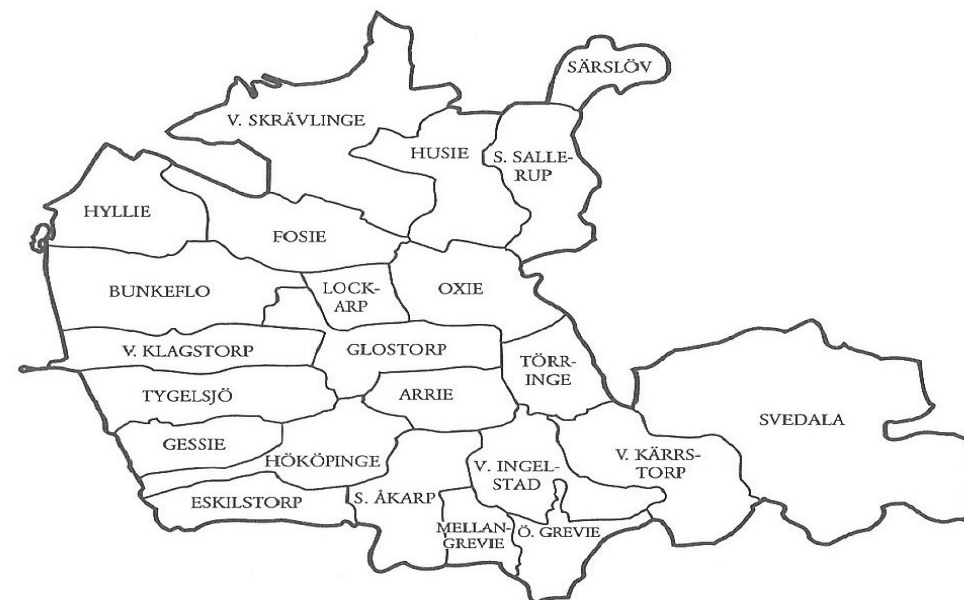 SÄRSLÖV
V. SKRÄVLINGE
HUSIE
S. SALLE-
RUP
HYLLIE
FOSIE
BUNKEFLO
LOCK-
ARP
OXIE
V. KLAGSTORP
GLOSTORP
TÖRR-
INGE
TYGELSJÖ
ARRIE
SVEDALA
GESSIE
HÖKÖPINGE
V. INGEL-
STAD
V. KÄRRS-
TORP
ESKILSTORP
S. ÅKARP
MELLAN-
GREVIE
Ö. GREVIE